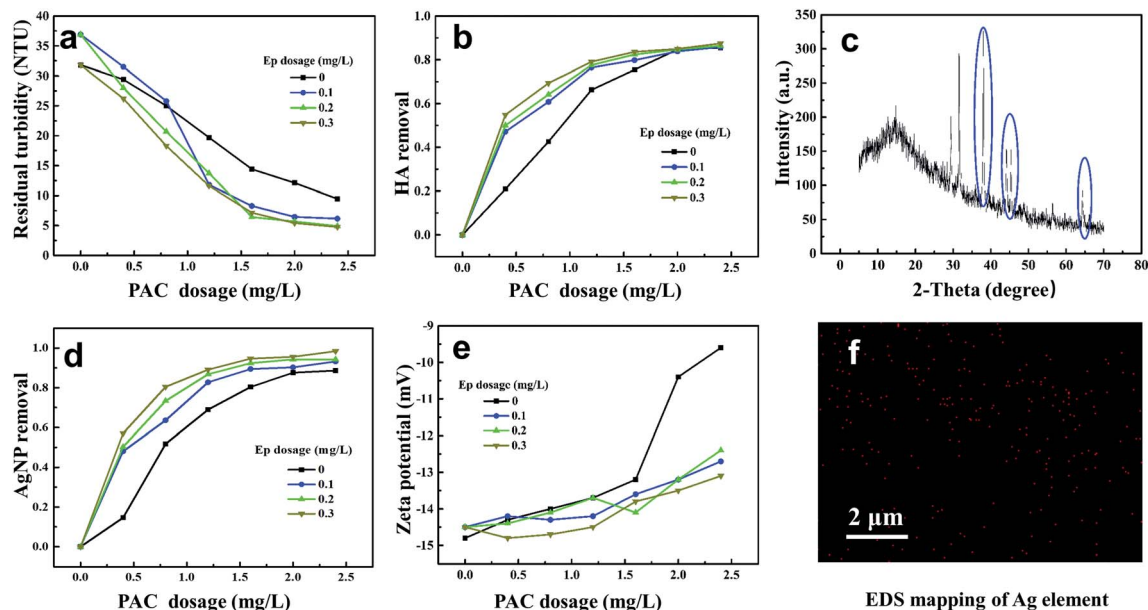 a
Residual turbidity (NTU)
40
35
30
25
20
15
10
5
0
Ep dosage (mg/L)
0
0.1
0.2
0.3
0.0 0.5 1.0 1.5 2.0 2.5
PAC dosage (mg/L)
b
HA removal
1.0
0.8
0.6
0.4
0.2
0.0
Ep dosage (mg/L)
0
0.1
0.2
0.3
0.0 0.5 1.0 1.5 2.0 2.5
PAC dosage (mg/L)
c
Intensity (a.u.)
350
300
250
200
150
100
50
0
0 10 20 30 40 50 60 70 80
2-Theta (degree)
d
AgNP removal
1.0
0.8
0.6
0.4
0.2
0.0
Ep dosage (mg/L)
0
0.1
0.2
0.3
0.0 0.5 1.0 1.5 2.0 2.5
PAC dosage (mg/L)
e
Zeta potential (mV)
-9
-10
-11
-12
-13
-14
-15
Ep dosage (mg/L)
0
0.1
0.2
0.3
0.0 0.5 1.0 1.5 2.0 2.5
PAC dosage (mg/L)
f
2 μm
EDS mapping of Ag element